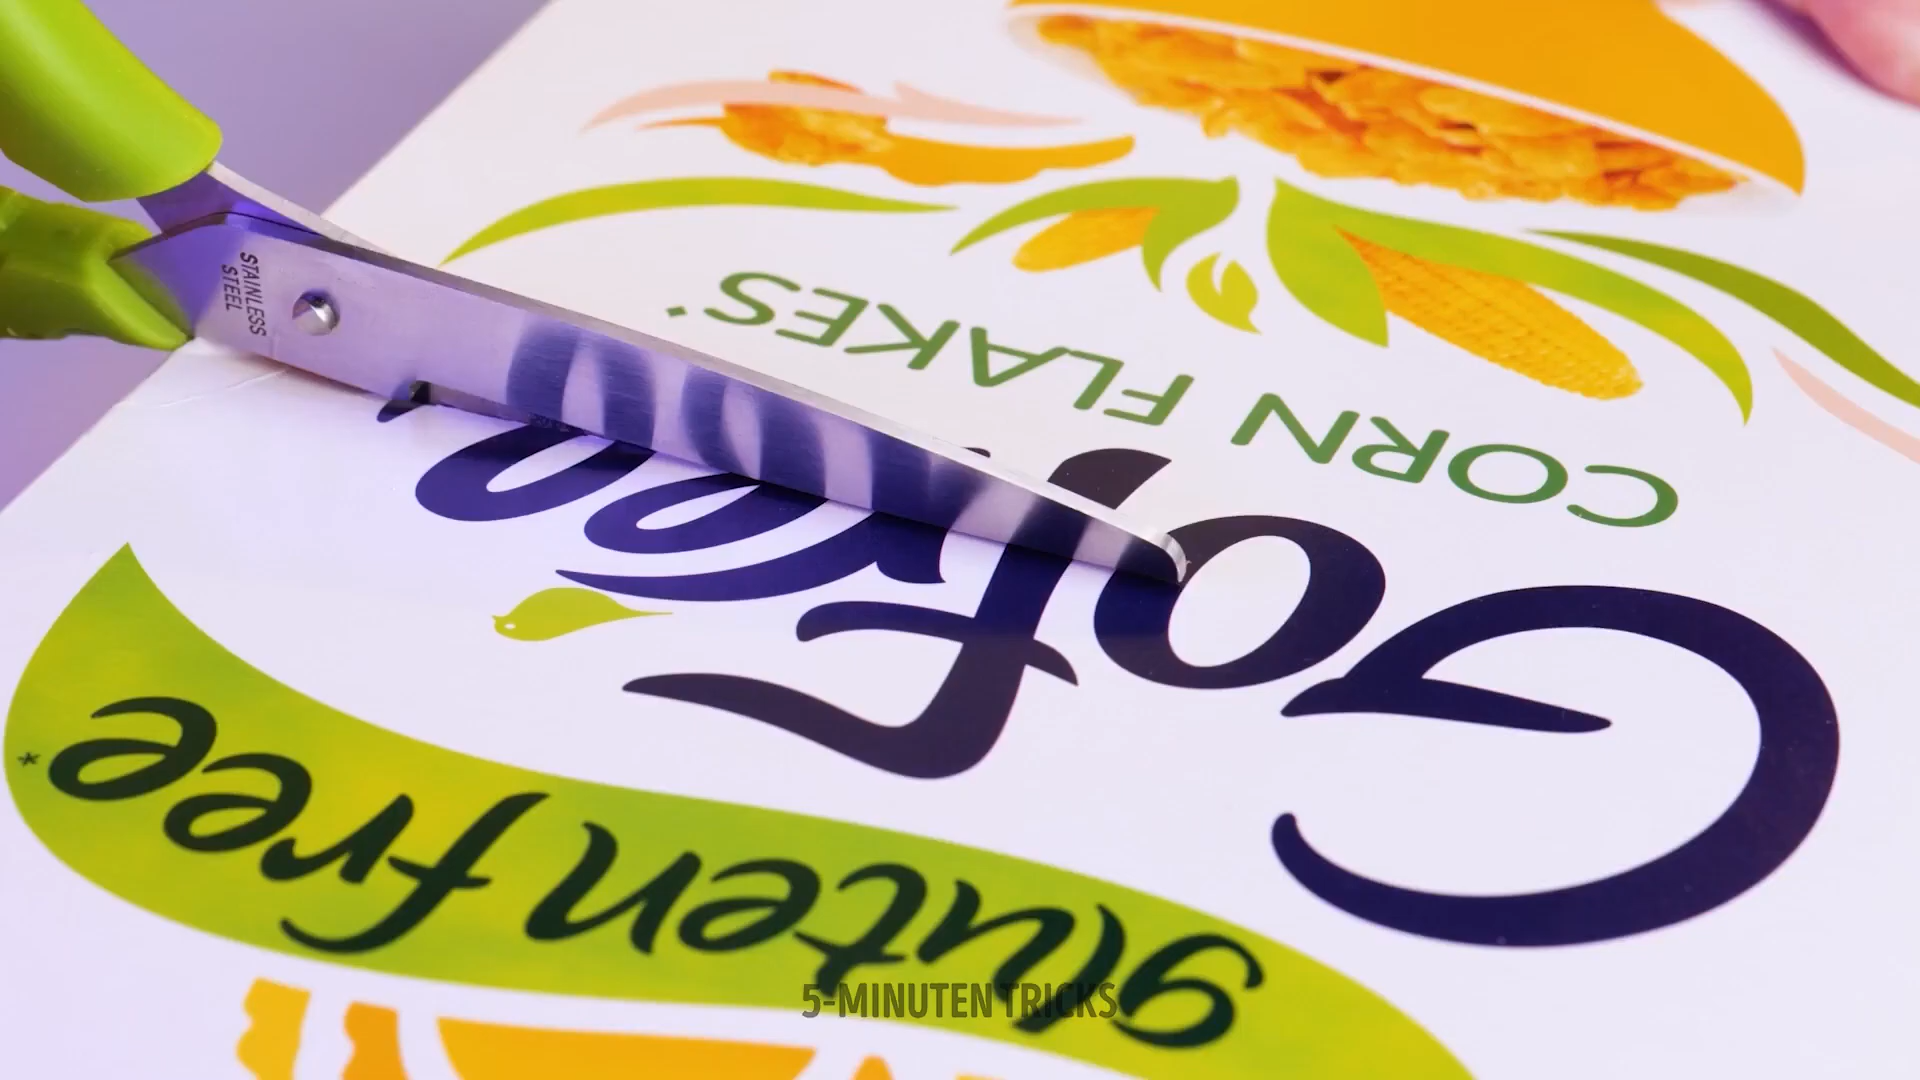 STAINLESS
STEEL
CORN FLAKES
GoFree
gluten free*
5-MINUTEN TRICKS